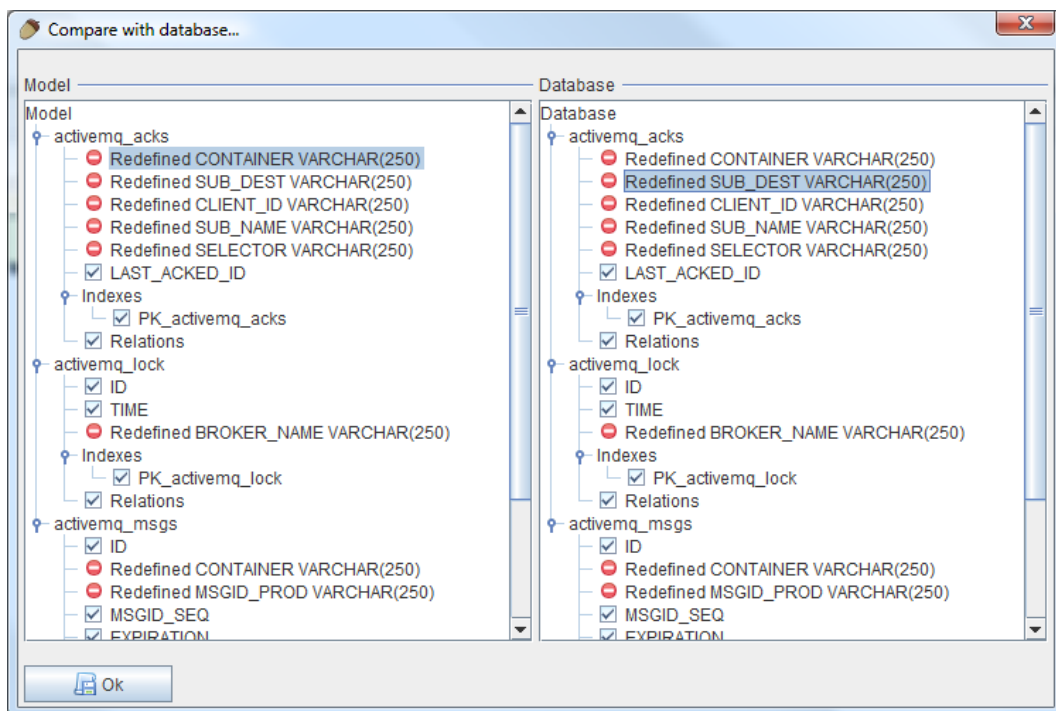 Compare with database...
Model
Model
activemq_acks
Redefined CONTAINER VARCHAR(250)
Redefined SUB_DEST VARCHAR(250)
Redefined CLIENT_ID VARCHAR(250)
Redefined SUB_NAME VARCHAR(250)
Redefined SELECTOR VARCHAR(250)
LAST_ACKED_ID
Indexes
PK_activemq_acks
Relations
activemq_lock
ID
TIME
Redefined BROKER_NAME VARCHAR(250)
Indexes
PK_activemq_lock
Relations
activemq_msgs
ID
Redefined CONTAINER VARCHAR(250)
Redefined MSGID_PROD VARCHAR(250)
MSGID_SEQ
EXPIRATION
Database
Database
activemq_acks
Redefined CONTAINER VARCHAR(250)
Redefined SUB_DEST VARCHAR(250)
Redefined CLIENT_ID VARCHAR(250)
Redefined SUB_NAME VARCHAR(250)
Redefined SELECTOR VARCHAR(250)
LAST_ACKED_ID
Indexes
PK_activemq_acks
Relations
activemq_lock
ID
TIME
Redefined BROKER_NAME VARCHAR(250)
Indexes
PK_activemq_lock
Relations
activemq_msgs
ID
Redefined CONTAINER VARCHAR(250)
Redefined MSGID_PROD VARCHAR(250)
MSGID_SEQ
EXPIRATION
Ok